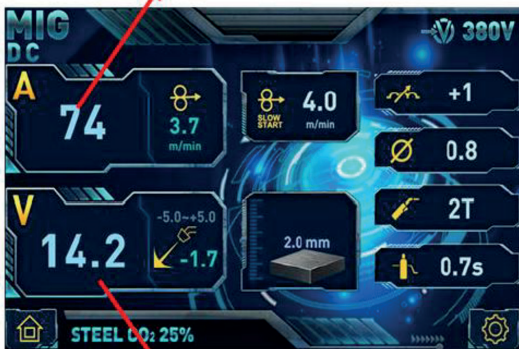 MIG
DC
380V
A
74
3.7
m/min
SLOW
START
4.0
m/min
+1
Ø
0.8
V
14.2
-5.0~+5.0
-1.7
2.0 mm
2T
0.7s
STEEL CO₂ 25%